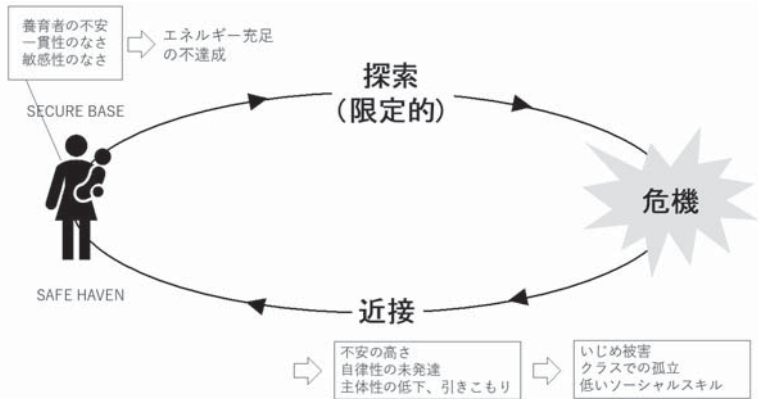 養育者の不安
一貫性のなさ
敏感性のなさ
エネルギー充足
の不達成
SECURE BASE
探索
(限定的)
危機
SAFE HAVEN
近接
不安の高さ
自律性の未発達
主体性の低下、引きこもり
いじめ被害
クラスでの孤立
低いソーシャルスキル